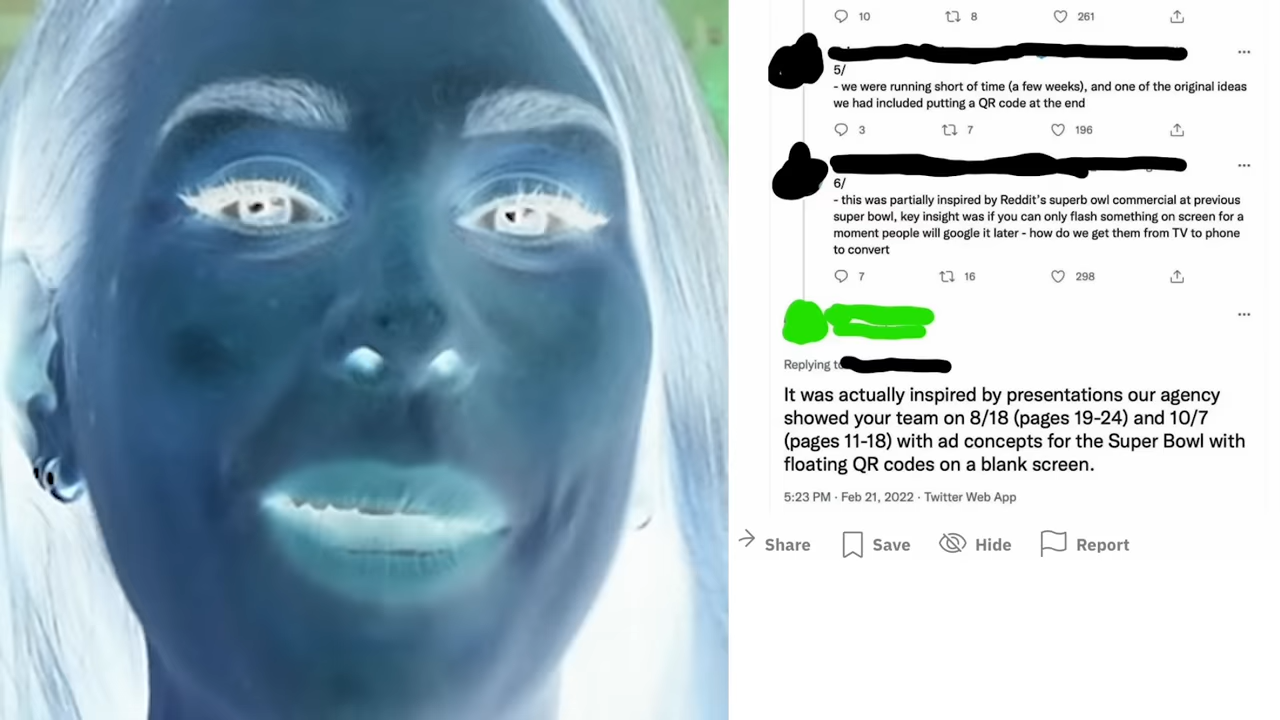 10 8 261
5/
- we were running short of time (a few weeks), and one of the original ideas
we had included putting a QR code at the end
3 7 196
6/
- this was partially inspired by Reddit's superb owl commercial at previous
super bowl, key insight was if you can only flash something on screen for a
moment people will google it later - how do we get them from TV to phone
to convert
7 16 298
Replying to
It was actually inspired by presentations our agency
showed your team on 8/18 (pages 19-24) and 10/7
(pages 11-18) with ad concepts for the Super Bowl with
floating QR codes on a blank screen.
5:23 PM · Feb 21, 2022 · Twitter Web App
Share Save Hide Report